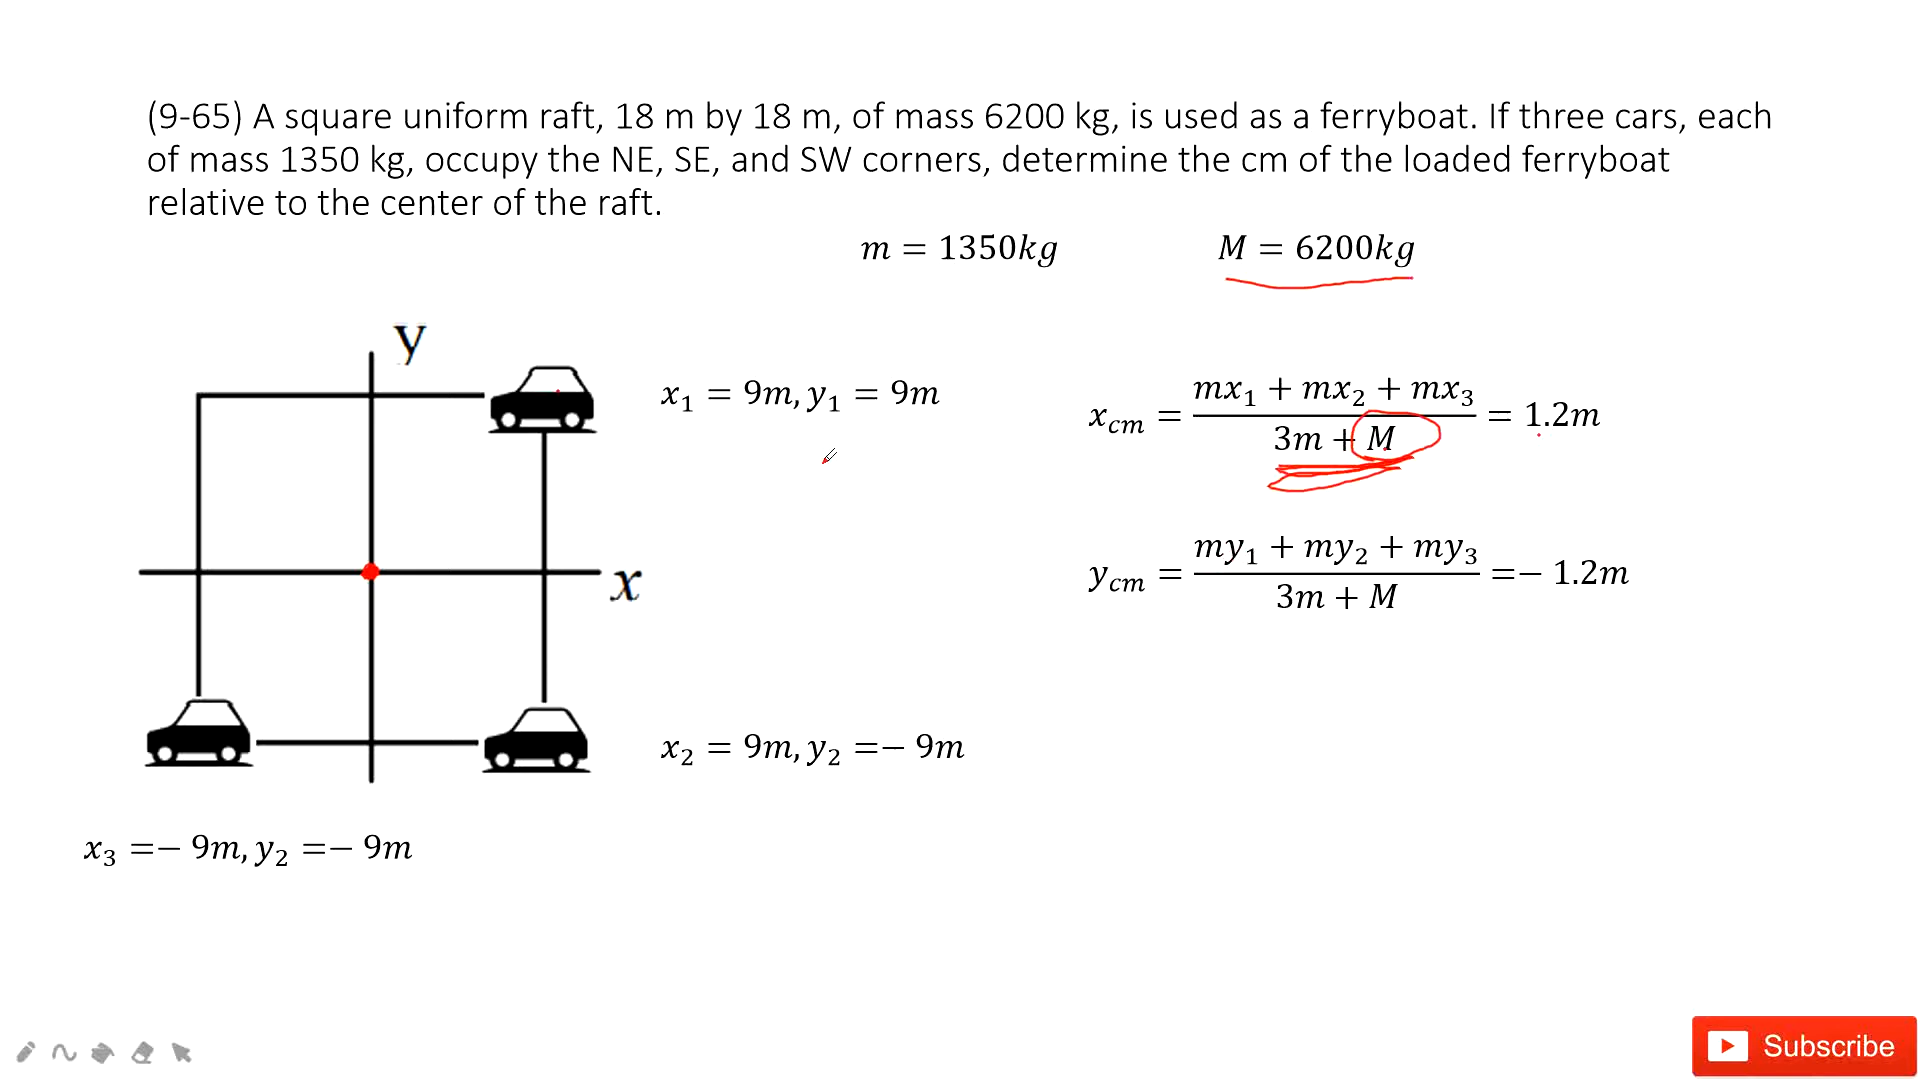 (9-65) A square uniform raft, 18 m by 18 m, of mass 6200 kg, is used as a ferryboat. If three cars, each
of mass 1350 kg, occupy the NE, SE, and SW corners, determine the cm of the loaded ferryboat
relative to the center of the raft.
m = 1350kg
M = 6200kg
y
x₁ = 9m, y₁ = 9m
x_cm = (mx₁ + mx₂ + mx₃)/(3m + M) = 1.2m
y_cm = (my₁ + my₂ + my₃)/(3m + M) =− 1.2m
x
x₂ = 9m, y₂ =− 9m
x₃ =− 9m, y₂ =− 9m
Subscribe